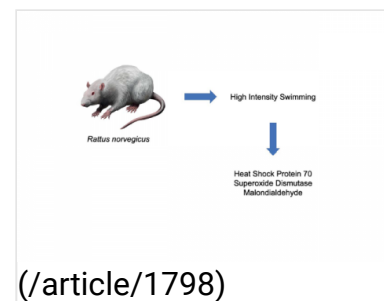 Rattus norvegicus
High Intensity Swimming
Heat Shock Protein 70
Superoxide Dismutase
Malondialdehyde
(/article/1798)